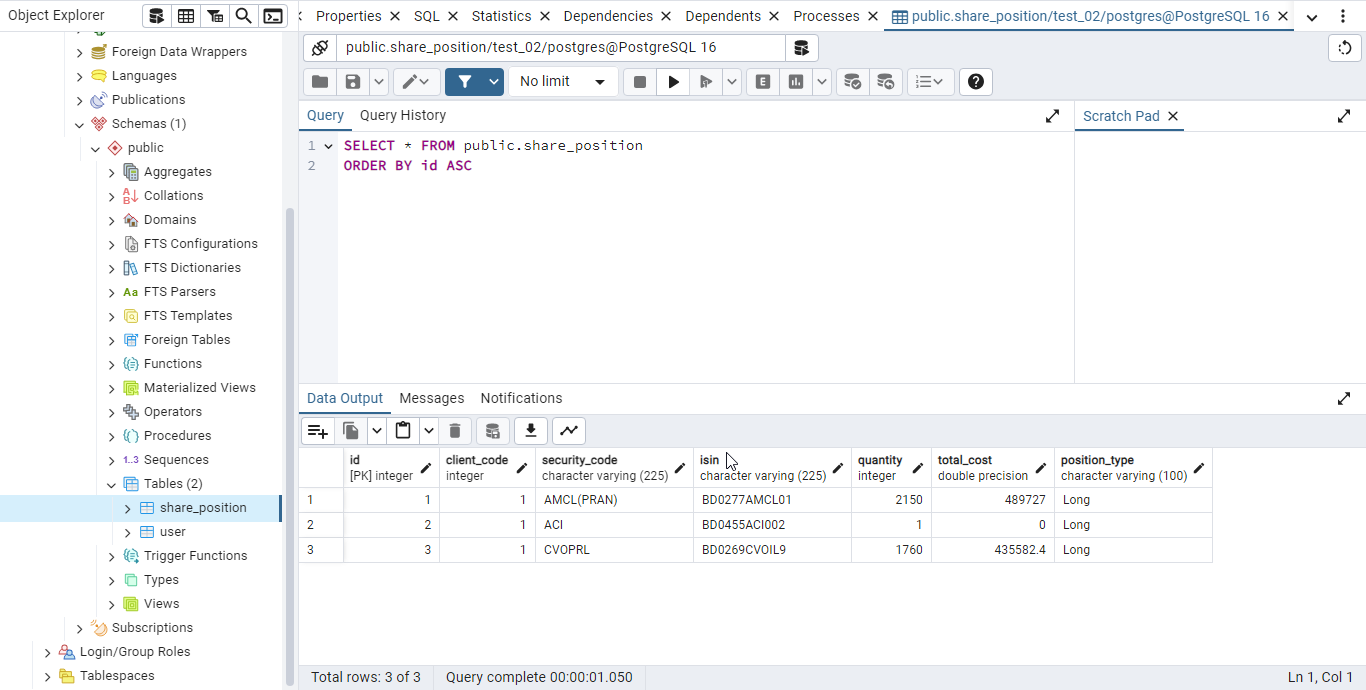 Object Explorer
Properties SQL Statistics Dependencies Dependents Processes public.share_position/test_02/postgres@PostgreSQL 16
public.share_position/test_02/postgres@PostgreSQL 16
No limit
E
Query Query History
Scratch Pad
1 SELECT * FROM public.share_position
2 ORDER BY id ASC
Foreign Data Wrappers
Languages
Publications
Schemas (1)
public
Aggregates
Collations
Domains
FTS Configurations
FTS Dictionaries
Aa FTS Parsers
FTS Templates
Foreign Tables
Functions
Materialized Views
Operators
Procedures
1..3 Sequences
Tables (2)
share_position
user
Trigger Functions
Types
Views
Subscriptions
Login/Group Roles
Tablespaces
Data Output Messages Notifications
id client_code security_code isin quantity total_cost position_type
[PK] integer integer character varying (225) character varying (225) integer double precision character varying (100)
1 1 1 AMCL(PRAN) BD0277AMCL01 2150 489727 Long
2 2 1 ACI BD0455ACI002 1 0 Long
3 3 1 CVOPRL BD0269CVOIL9 1760 435582.4 Long
Total rows: 3 of 3 Query complete 00:00:01.050 Ln 1, Col 1